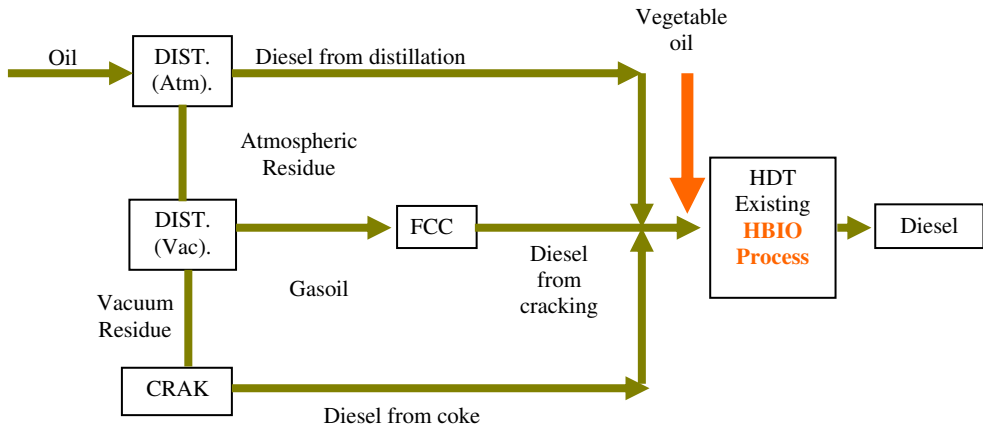 Vegetable
oil
Oil
DIST.
(Atm).
Diesel from distillation
Atmospheric
Residue
HDT
Existing
HBIO
Process
Diesel
DIST.
(Vac).
FCC
Gasoil
Diesel
from
cracking
Vacuum
Residue
CRAK
Diesel from coke